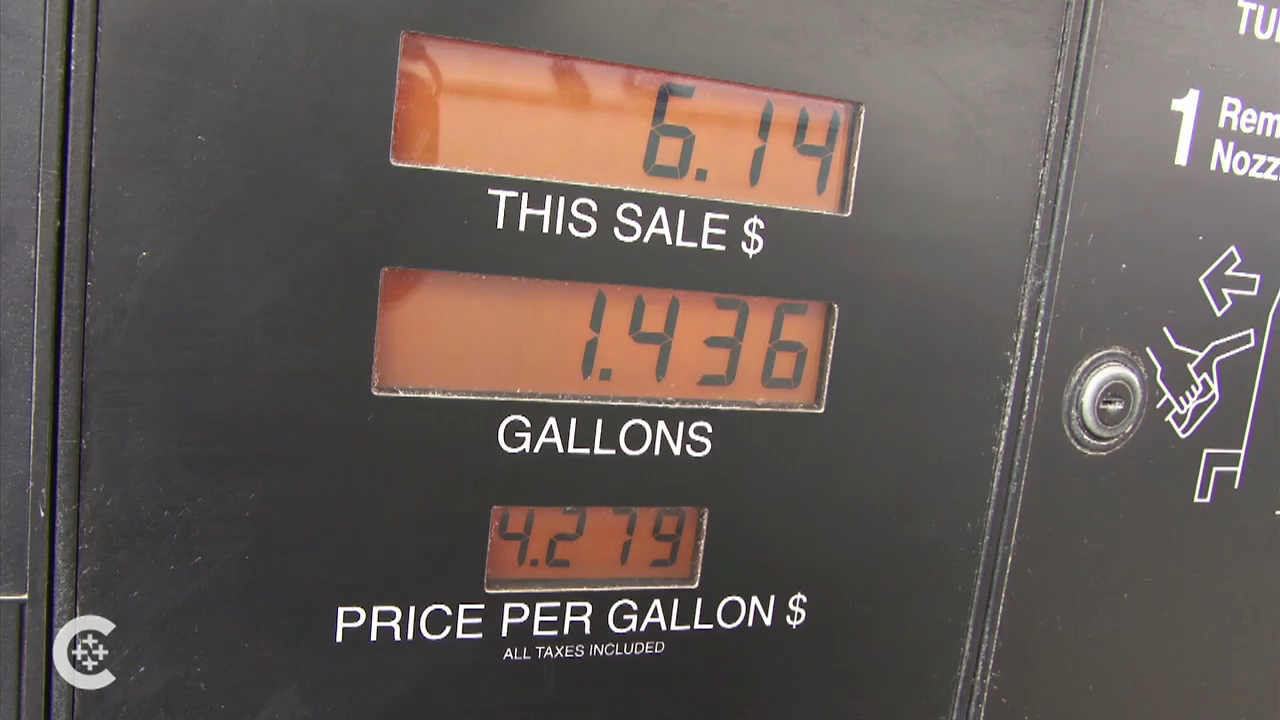 6.14
THIS SALE $
1.436
GALLONS
4.279
PRICE PER GALLON $
ALL TAXES INCLUDED
1